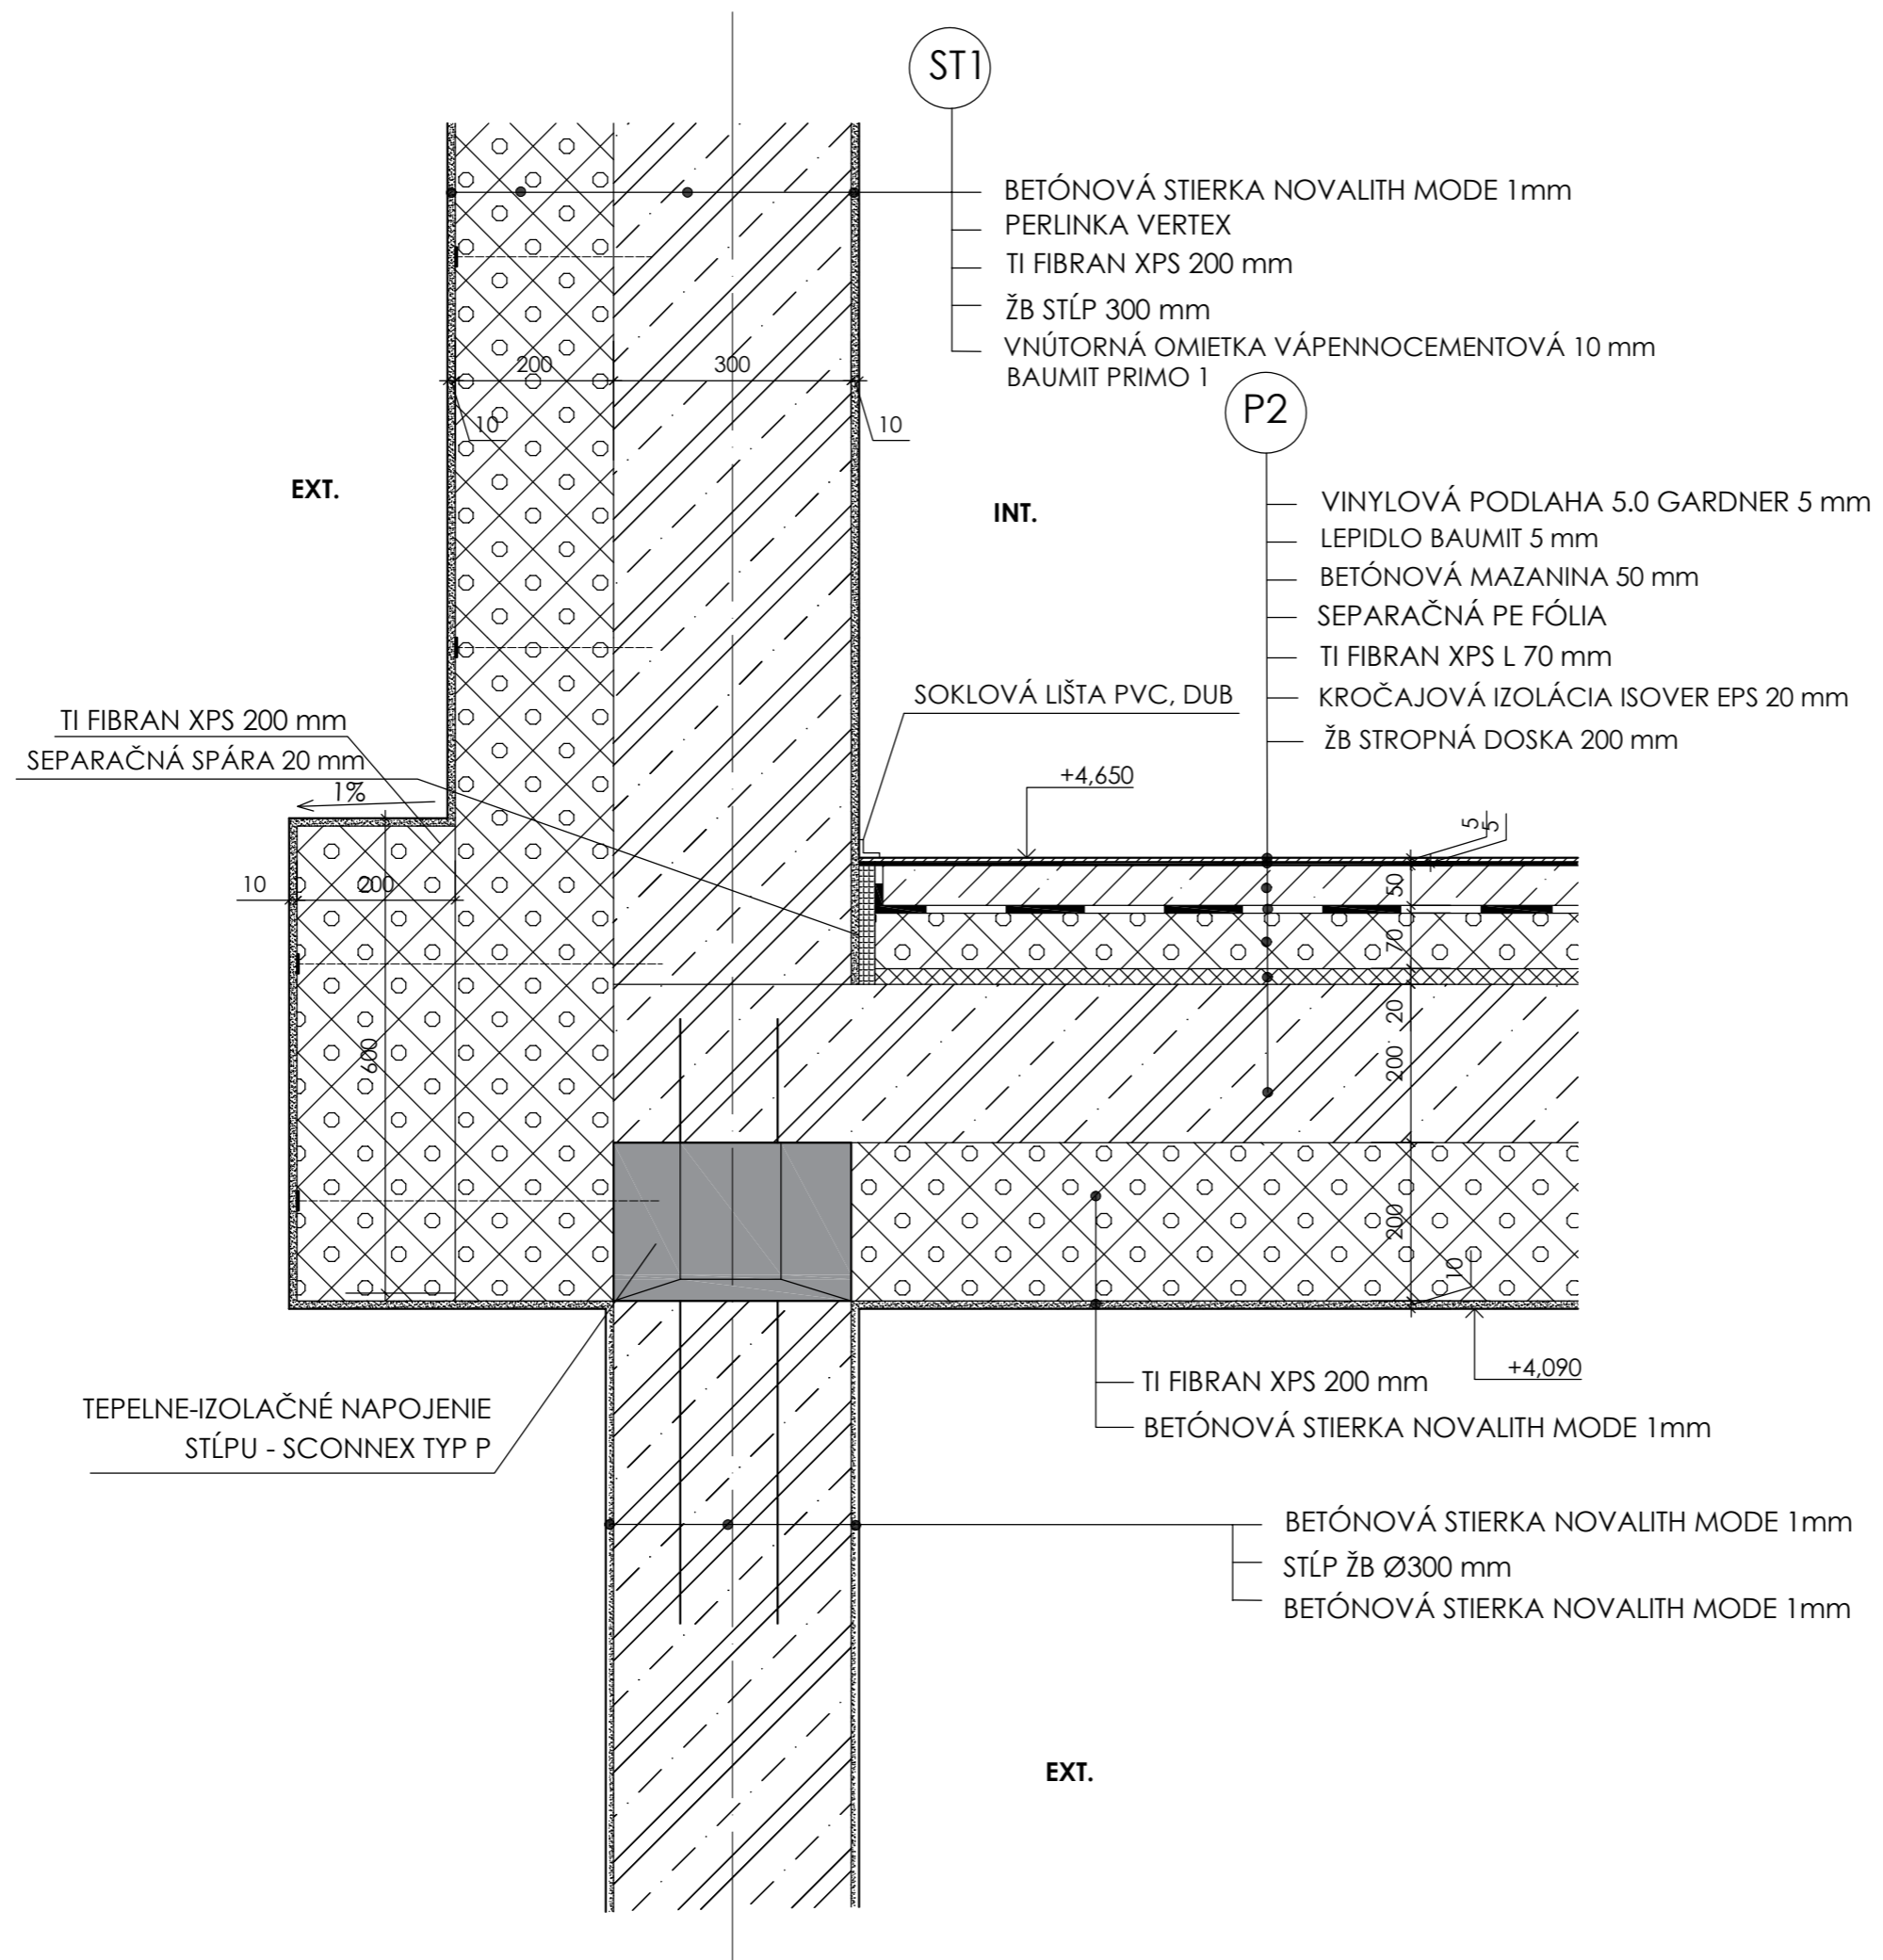 ST1
BETÓNOVÁ STIERKA NOVALITH MODE 1mm
PERLINKA VERTEX
TI FIBRAN XPS 200 mm
ŽB STĹP 300 mm
VNÚTORNÁ OMIETKA VÁPENNOCEMENTOVÁ 10 mm
BAUMIT PRIMO 1
200
300
10
10
P2
EXT.
INT.
VINYLOVÁ PODLAHA 5.0 GARDNER 5 mm
LEPIDLO BAUMIT 5 mm
BETÓNOVÁ MAZANINA 50 mm
SEPARAČNÁ PE FÓLIA
TI FIBRAN XPS L 70 mm
KROČAJOVÁ IZOLÁCIA ISOVER EPS 20 mm
ŽB STROPNÁ DOSKA 200 mm
SOKLOVÁ LIŠTA PVC, DUB
TI FIBRAN XPS 200 mm
SEPARAČNÁ SPÁRA 20 mm
1%
+4,650
5
5
10
200
50
70
20
600
200
200
10
+4,090
TI FIBRAN XPS 200 mm
BETÓNOVÁ STIERKA NOVALITH MODE 1mm
TEPELNE-IZOLAČNÉ NAPOJENIE
STĹPU - SCONNEX TYP P
BETÓNOVÁ STIERKA NOVALITH MODE 1mm
STĹP ŽB Ø300 mm
BETÓNOVÁ STIERKA NOVALITH MODE 1mm
EXT.